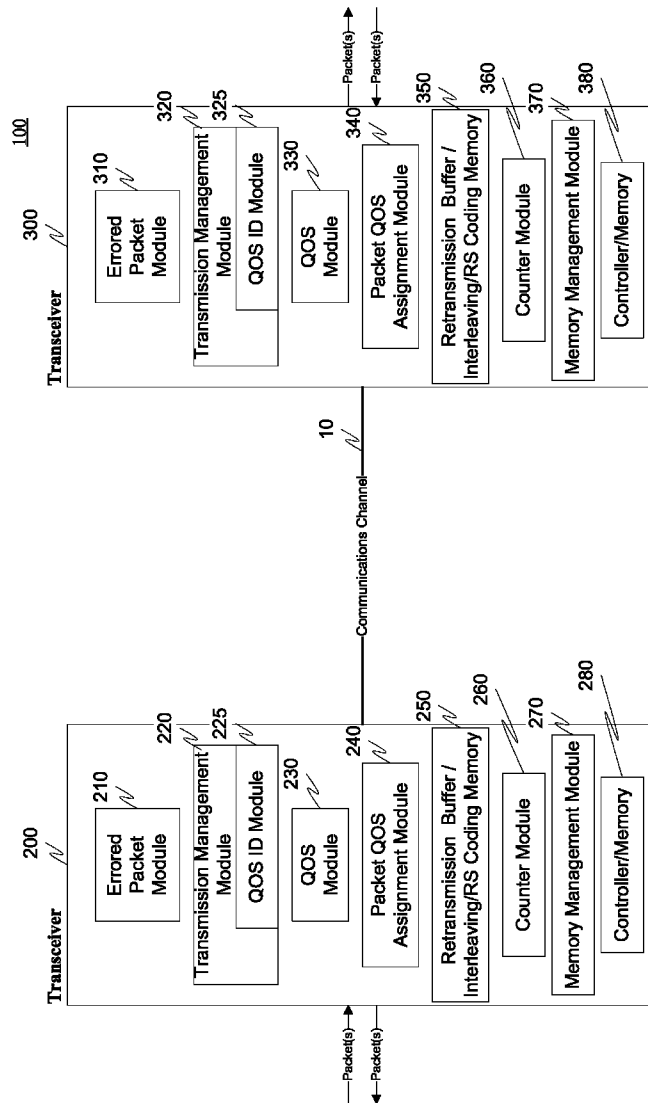 100
300
Transceiver
310
Errored
Packet
Module
320
Transmission Management
Module
325
QOS ID Module
330
QOS Module
340
Packet QOS
Assignment Module
350
Retransmission Buffer /
Interleaving/RS Coding Memory
360
Counter Module
370
Memory Management Module
380
Controller/Memory
Packet(s)
Packet(s)
10
Communications Channel
200
Transceiver
210
Errored
Packet
Module
220
Transmission Management
Module
225
QOS ID Module
230
QOS Module
240
Packet QOS
Assignment Module
250
Retransmission Buffer /
Interleaving/RS Coding Memory
260
Counter Module
270
Memory Management Module
280
Controller/Memory
Packet(s)
Packet(s)